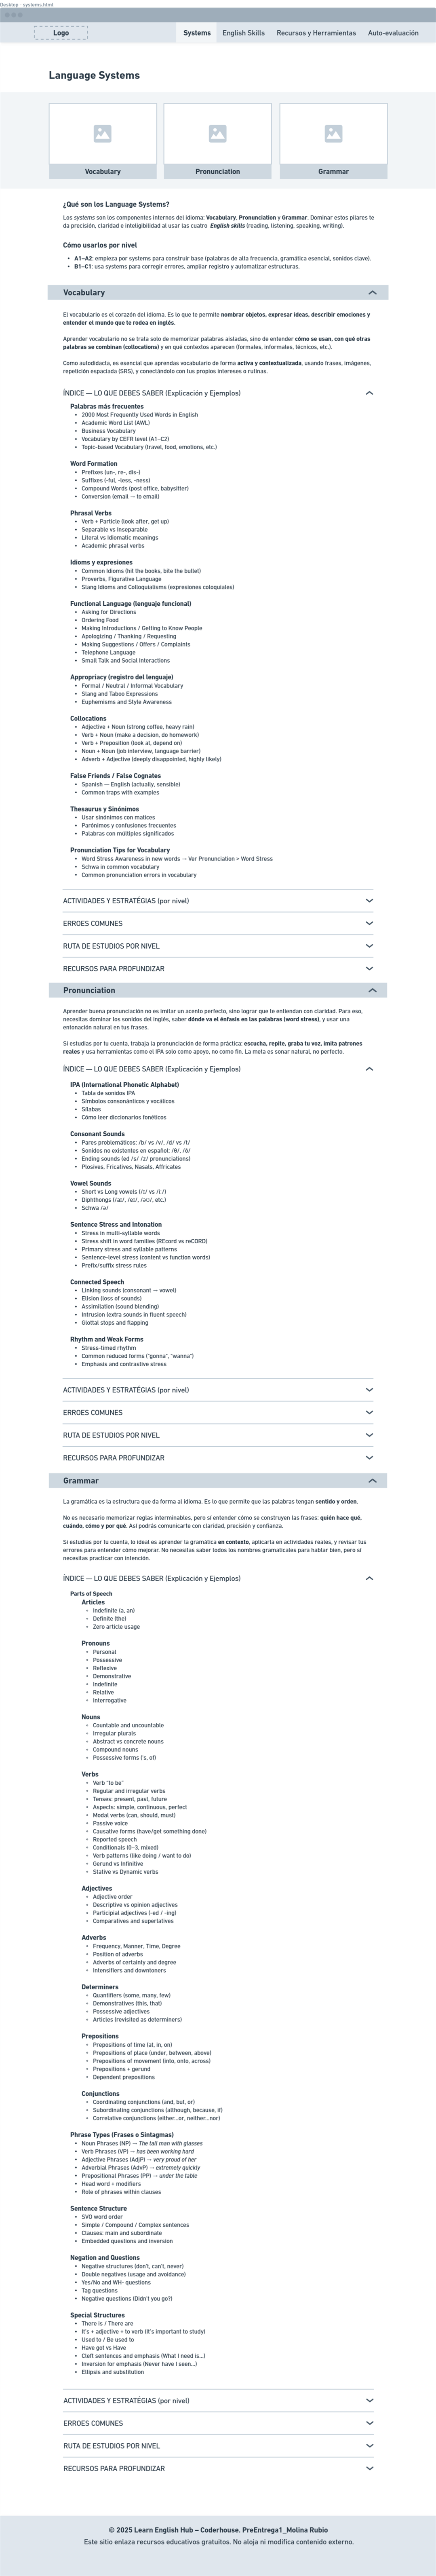 Desktop - systems.html
Logo
Systems
English Skills
Recursos y Herramientas
Auto-evaluación
Language Systems
Vocabulary
Pronunciation
Grammar
¿Qué son los Language Systems?
Los systems son los componentes internos del idioma: Vocabulary, Pronunciation y Grammar. Dominar estos pilares te
da precisión, claridad e inteligibilidad al usar las cuatro English skills (reading, listening, speaking, writing).
Cómo usarlos por nivel
• A1–A2: empieza por systems para construir base (palabras de alta frecuencia, gramática esencial, sonidos clave).
• B1–C1: usa systems para corregir errores, ampliar registro y automatizar estructuras.
Vocabulary
El vocabulario es el corazón del idioma. Es lo que te permite nombrar objetos, expresar ideas, describir emociones y
entender el mundo que te rodea en inglés.
Aprender vocabulario no se trata solo de memorizar palabras aisladas, sino de entender cómo se usan, con qué otras
palabras se combinan (collocations) y en qué contextos aparecen (formales, informales, técnicos, etc.).
Como autodidacta, es esencial que aprendas vocabulario de forma activa y contextualizada, usando frases, imágenes,
repetición espaciada (SRS), y conectándolo con tus propios intereses o rutinas.
ÍNDICE — LO QUE DEBES SABER (Explicación y Ejemplos)
Palabras más frecuentes
• 2000 Most Frequently Used Words in English
• Academic Word List (AWL)
• Business Vocabulary
• Vocabulary by CEFR level (A1–C2)
• Topic-based Vocabulary (travel, food, emotions, etc.)
Word Formation
• Prefixes (un-, re-, dis-)
• Suffixes (-ful, -less, -ness)
• Compound Words (post office, babysitter)
• Conversion (email → to email)
Phrasal Verbs
• Verb + Particle (look after, get up)
• Separable vs Inseparable
• Literal vs Idiomatic meanings
• Academic phrasal verbs
Idioms y expresiones
• Common Idioms (hit the books, bite the bullet)
• Proverbs, Figurative Language
• Slang Idioms and Colloquialisms (expresiones coloquiales)
Functional Language (lenguaje funcional)
• Asking for Directions
• Ordering Food
• Making Introductions / Getting to Know People
• Apologizing / Thanking / Requesting
• Making Suggestions / Offers / Complaints
• Telephone Language
• Small Talk and Social Interactions
Appropriacy (registro del lenguaje)
• Formal / Neutral / Informal Vocabulary
• Slang and Taboo Expressions
• Euphemisms and Style Awareness
Collocations
• Adjective + Noun (strong coffee, heavy rain)
• Verb + Noun (make a decision, do homework)
• Verb + Preposition (look at, depend on)
• Noun + Noun (job interview, language barrier)
• Adverb + Adjective (deeply disappointed, highly likely)
False Friends / False Cognates
• Spanish — English (actually, sensible)
• Common traps with examples
Thesaurus y Sinónimos
• Usar sinónimos con matices
• Parónimos y confusiones frecuentes
• Palabras con múltiples significados
Pronunciation Tips for Vocabulary
• Word Stress Awareness in new words → Ver Pronunciation > Word Stress
• Schwa in common vocabulary
• Common pronunciation errors in vocabulary
ACTIVIDADES Y ESTRATÉGIAS (por nivel)
ERROES COMUNES
RUTA DE ESTUDIOS POR NIVEL
RECURSOS PARA PROFUNDIZAR
Pronunciation
Aprender buena pronunciación no es imitar un acento perfecto, sino lograr que te entiendan con claridad. Para eso,
necesitas dominar los sonidos del inglés, saber dónde va el énfasis en las palabras (word stress), y usar una
entonación natural en tus frases.
Si estudias por tu cuenta, trabaja la pronunciación de forma práctica: escucha, repite, graba tu voz, imita patrones
reales y usa herramientas como el IPA solo como apoyo, no como fin. La meta es sonar natural, no perfecto.
ÍNDICE — LO QUE DEBES SABER (Explicación y Ejemplos)
IPA (International Phonetic Alphabet)
• Tabla de sonidos IPA
• Símbolos consonánticos y vocálicos
• Sílabas
• Cómo leer diccionarios fonéticos
Consonant Sounds
• Pares problemáticos: /b/ vs /v/, /ʤ/ vs /ʧ/
• Sonidos no existentes en español: /θ/, /ð/
• Ending sounds (ed /s/ /z/ pronunciations)
• Plosives, Fricatives, Nasals, Affricates
Vowel Sounds
• Short vs Long vowels (/ɪ/ vs /iː/)
• Diphthongs (/aɪ/, /eɪ/, /əʊ/, etc.)
• Schwa /ə/
Sentence Stress and Intonation
• Stress in multi-syllable words
• Stress shift in word families (REcord vs reCORD)
• Primary stress and syllable patterns
• Sentence-level stress (content vs function words)
• Prefix/suffix stress rules
Connected Speech
• Linking sounds (consonant → vowel)
• Elision (loss of sounds)
• Assimilation (sound blending)
• Intrusion (extra sounds in fluent speech)
• Glottal stops and flapping
Rhythm and Weak Forms
• Stress-timed rhythm
• Common reduced forms ("gonna", "wanna")
• Emphasis and contrastive stress
ACTIVIDADES Y ESTRATÉGIAS (por nivel)
ERROES COMUNES
RUTA DE ESTUDIOS POR NIVEL
RECURSOS PARA PROFUNDIZAR
Grammar
La gramática es la estructura que da forma al idioma. Es lo que permite que las palabras tengan sentido y orden.
No es necesario memorizar reglas interminables, pero sí entender cómo se construyen las frases: quién hace qué,
cuándo, cómo y por qué. Así podrás comunicarte con claridad, precisión y confianza.
Si estudias por tu cuenta, lo ideal es aprender la gramática en contexto, aplicarla en actividades reales, y revisar tus
errores para entender cómo mejorar. No necesitas saber todos los nombres gramaticales para hablar bien, pero sí
necesitas practicar con intención.
ÍNDICE — LO QUE DEBES SABER (Explicación y Ejemplos)
Parts of Speech
Articles
• Indefinite (a, an)
• Definite (the)
• Zero article usage
Pronouns
• Personal
• Possessive
• Reflexive
• Demonstrative
• Indefinite
• Relative
• Interrogative
Nouns
• Countable and uncountable
• Irregular plurals
• Abstract vs concrete nouns
• Compound nouns
• Possessive forms ('s, of)
Verbs
• Verb "to be"
• Regular and irregular verbs
• Tenses: present, past, future
• Aspects: simple, continuous, perfect
• Modal verbs (can, should, must)
• Passive voice
• Causative forms (have/get something done)
• Reported speech
• Conditionals (0–3, mixed)
• Verb patterns (like doing / want to do)
• Gerund vs Infinitive
• Stative vs Dynamic verbs
Adjectives
• Adjective order
• Descriptive vs opinion adjectives
• Participial adjectives (-ed / -ing)
• Comparatives and superlatives
Adverbs
• Frequency, Manner, Time, Degree
• Position of adverbs
• Adverbs of certainty and degree
• Intensifiers and downtoners
Determiners
• Quantifiers (some, many, few)
• Demonstratives (this, that)
• Possessive adjectives
• Articles (revisited as determiners)
Prepositions
• Prepositions of time (at, in, on)
• Prepositions of place (under, between, above)
• Prepositions of movement (into, onto, across)
• Prepositions + gerund
• Dependent prepositions
Conjunctions
• Coordinating conjunctions (and, but, or)
• Subordinating conjunctions (although, because, if)
• Correlative conjunctions (either...or, neither...nor)
Phrase Types (Frases o Sintagmas)
• Noun Phrases (NP) → The tall man with glasses
• Verb Phrases (VP) → has been working hard
• Adjective Phrases (AdjP) → very proud of her
• Adverbial Phrases (AdvP) → extremely quickly
• Prepositional Phrases (PP) → under the table
• Head word + modifiers
• Role of phrases within clauses
Sentence Structure
• SVO word order
• Simple / Compound / Complex sentences
• Clauses: main and subordinate
• Embedded questions and inversion
Negation and Questions
• Negative structures (don't, can't, never)
• Double negatives (usage and avoidance)
• Yes/No and WH- questions
• Tag questions
• Negative questions (Didn't you go?)
Special Structures
• There is / There are
• It's + adjective + to verb (It's important to study)
• Used to / Be used to
• Have got vs Have
• Cleft sentences and emphasis (What I need is...)
• Inversion for emphasis (Never have I seen...)
• Ellipsis and substitution
ACTIVIDADES Y ESTRATÉGIAS (por nivel)
ERROES COMUNES
RUTA DE ESTUDIOS POR NIVEL
RECURSOS PARA PROFUNDIZAR
© 2025 Learn English Hub – Coderhouse. PreEntrega1_Molina Rubio
Este sitio enlaza recursos educativos gratuitos. No aloja ni modifica contenido externo.